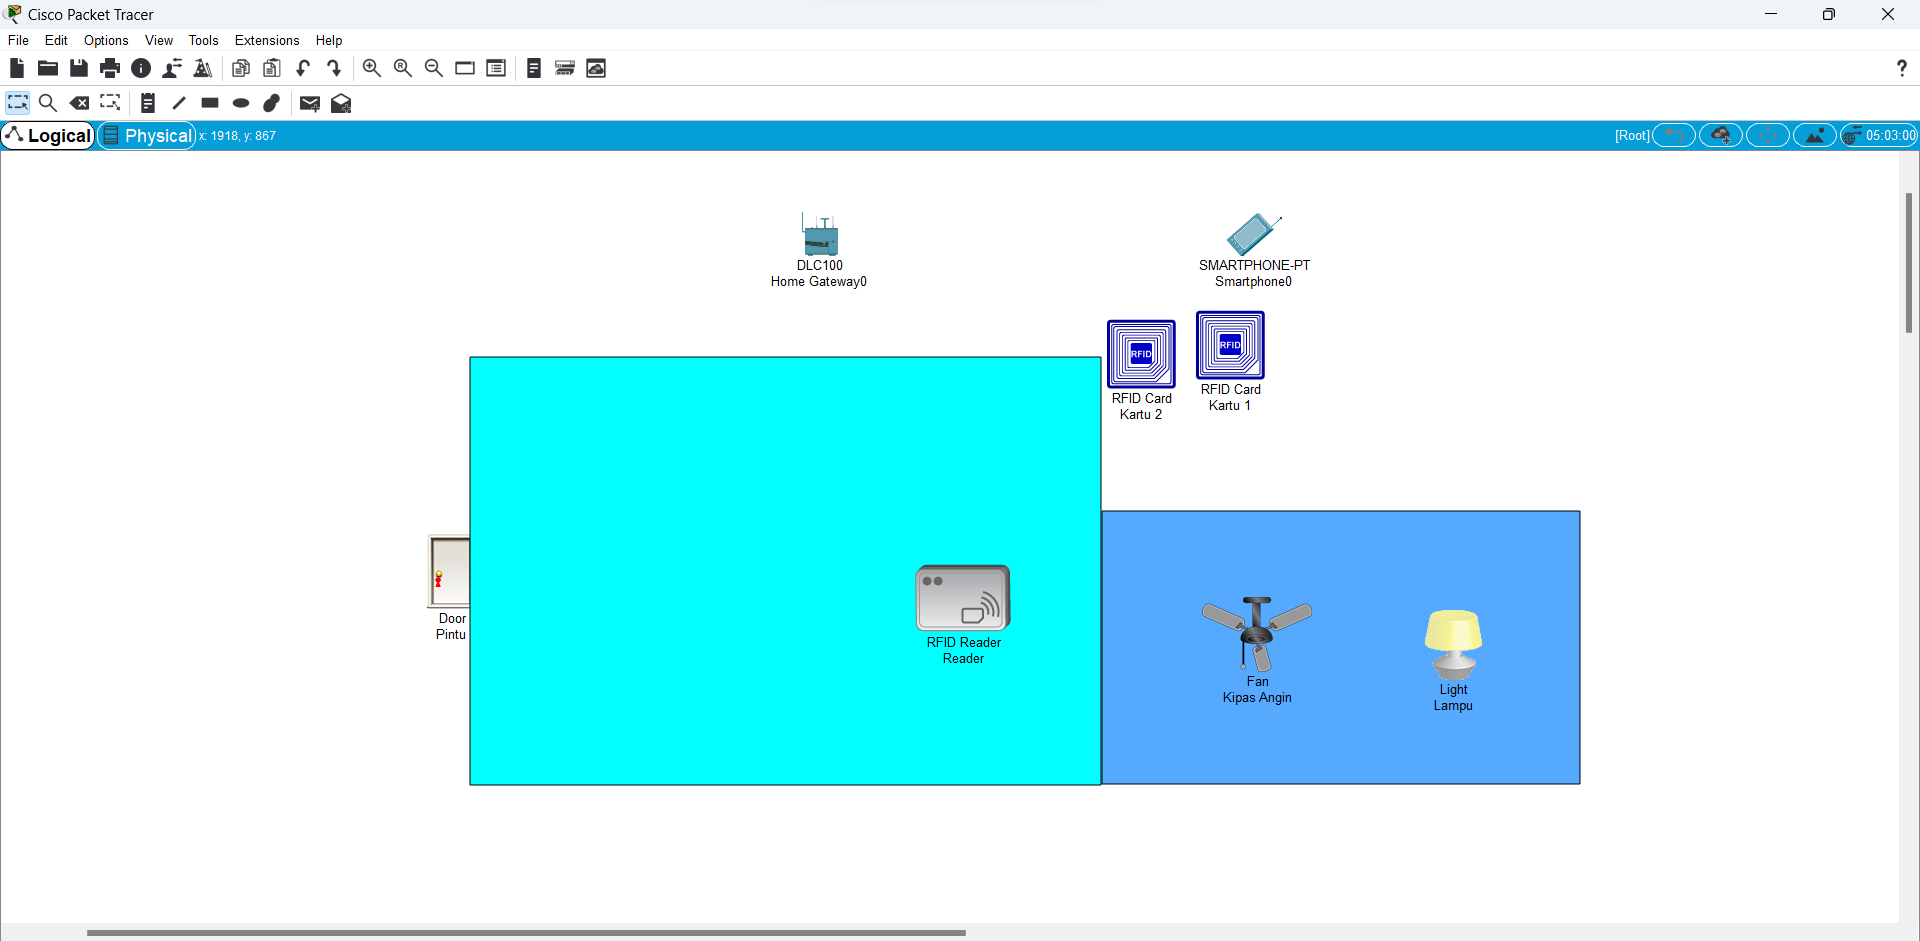 Cisco Packet Tracer
File Edit Options View Tools Extensions Help
Logical Physical x: 1918, y: 867 [Root] 05:03:00
DLC100
Home Gateway0
SMARTPHONE-PT
Smartphone0
RFID
RFID Card
Kartu 2
RFID
RFID Card
Kartu 1
Door
Pintu
RFID Reader
Reader
Fan
Kipas Angin
Light
Lampu